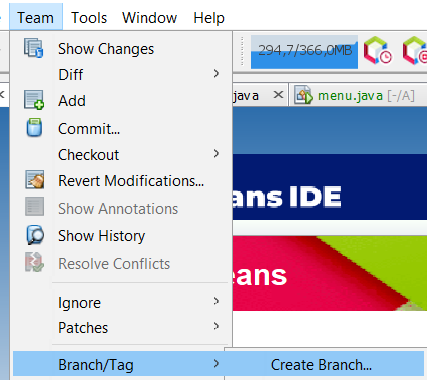 Team Tools Window Help
Show Changes
Diff
Add
Commit...
Checkout
Revert Modifications...
Show Annotations
Show History
Resolve Conflicts
Ignore
Patches
Branch/Tag
Create Branch...
294,7/366,0MB
java menu.java [-/A]
ans IDE
eans